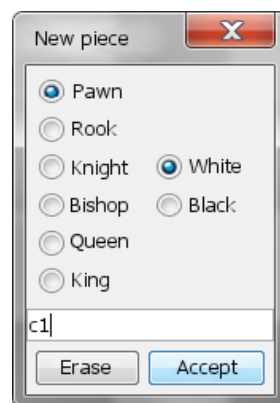 New piece
Pawn
Rook
Knight White
Bishop Black
Queen
King
c1
Erase Accept